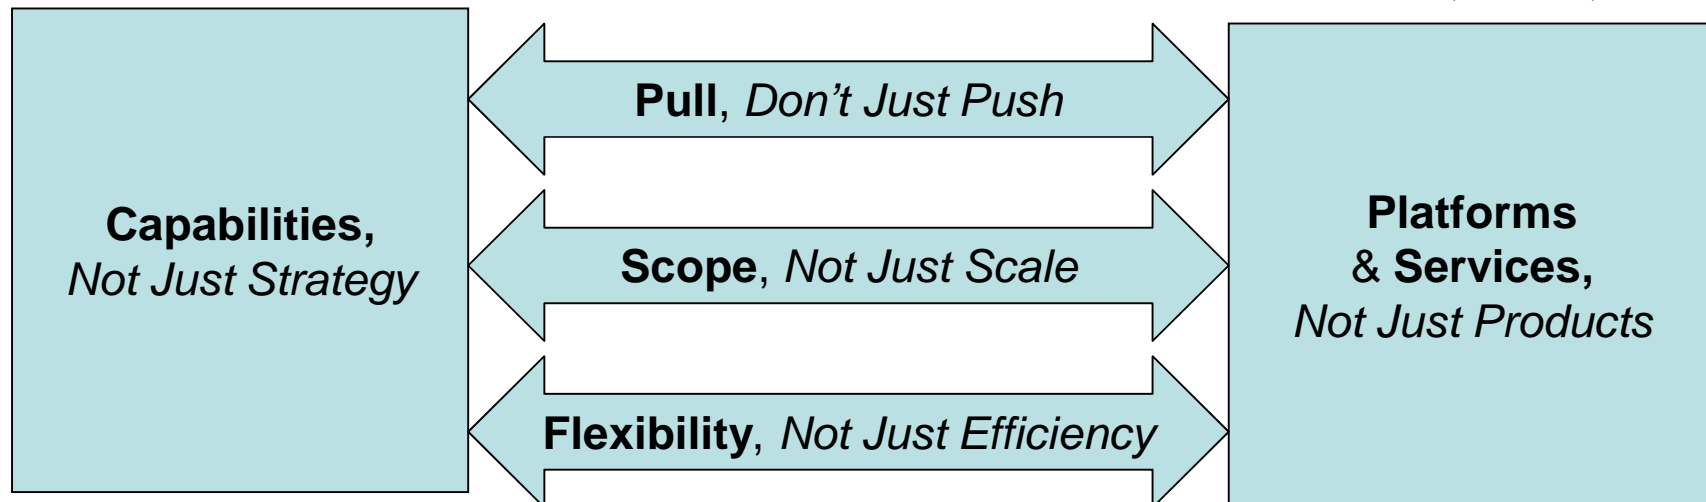 Capabilities,
Not Just Strategy
Pull, Don’t Just Push
Scope, Not Just Scale
Flexibility, Not Just Efficiency
Platforms
& Services,
Not Just Products